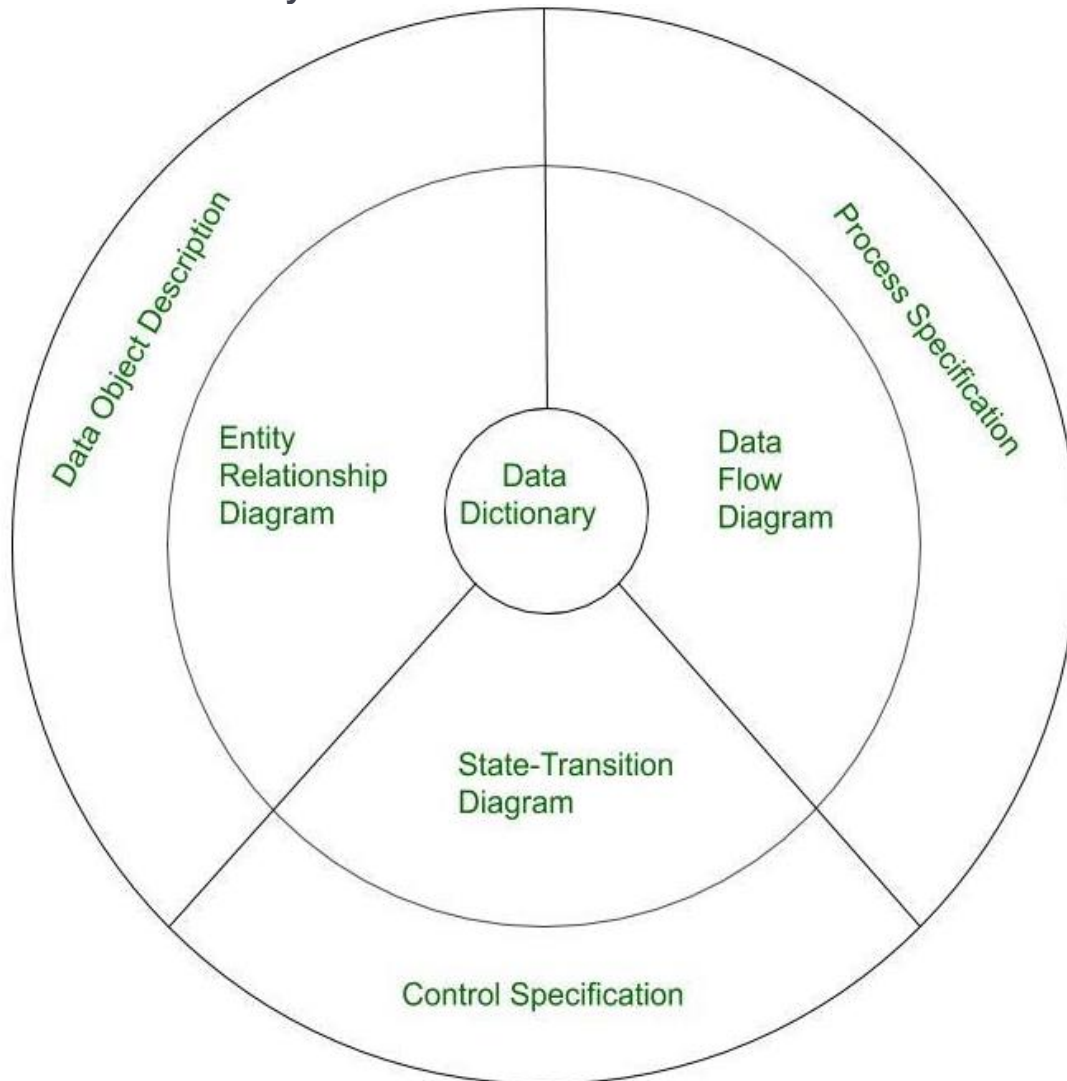 Data Object Description
Process Specification
Entity
Relationship
Diagram
Data
Dictionary
Data
Flow
Diagram
State-Transition
Diagram
Control Specification